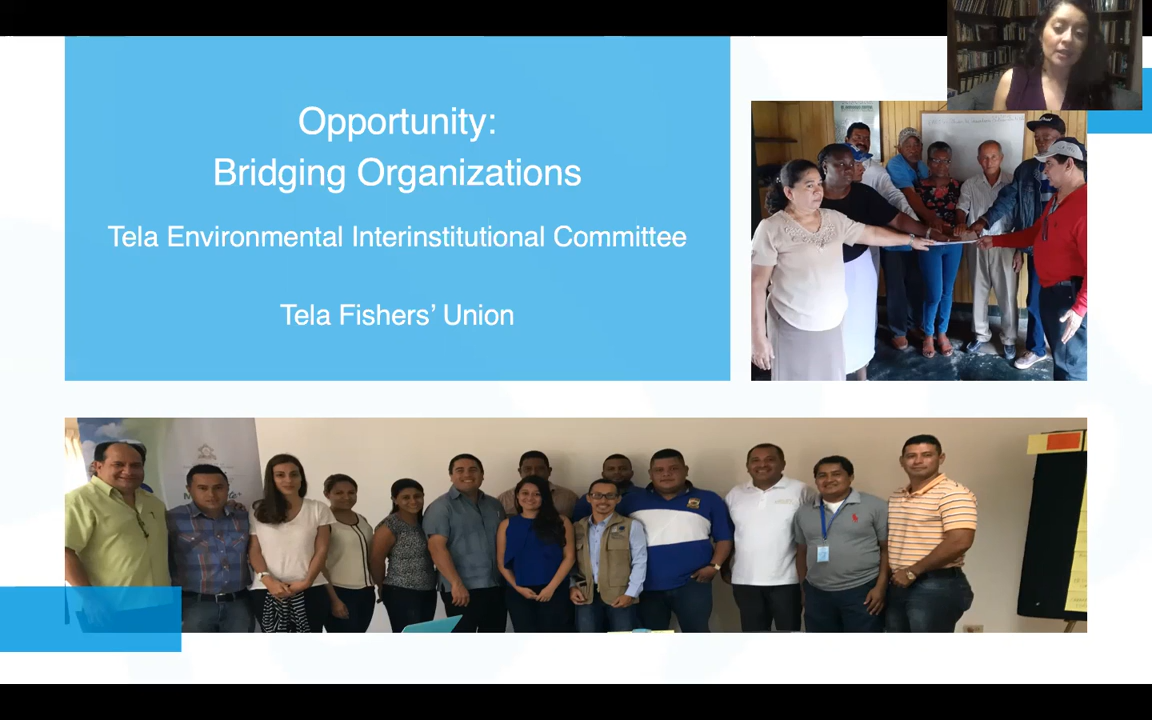 Opportunity:
Bridging Organizations
Tela Environmental Interinstitutional Committee
Tela Fishers’ Union